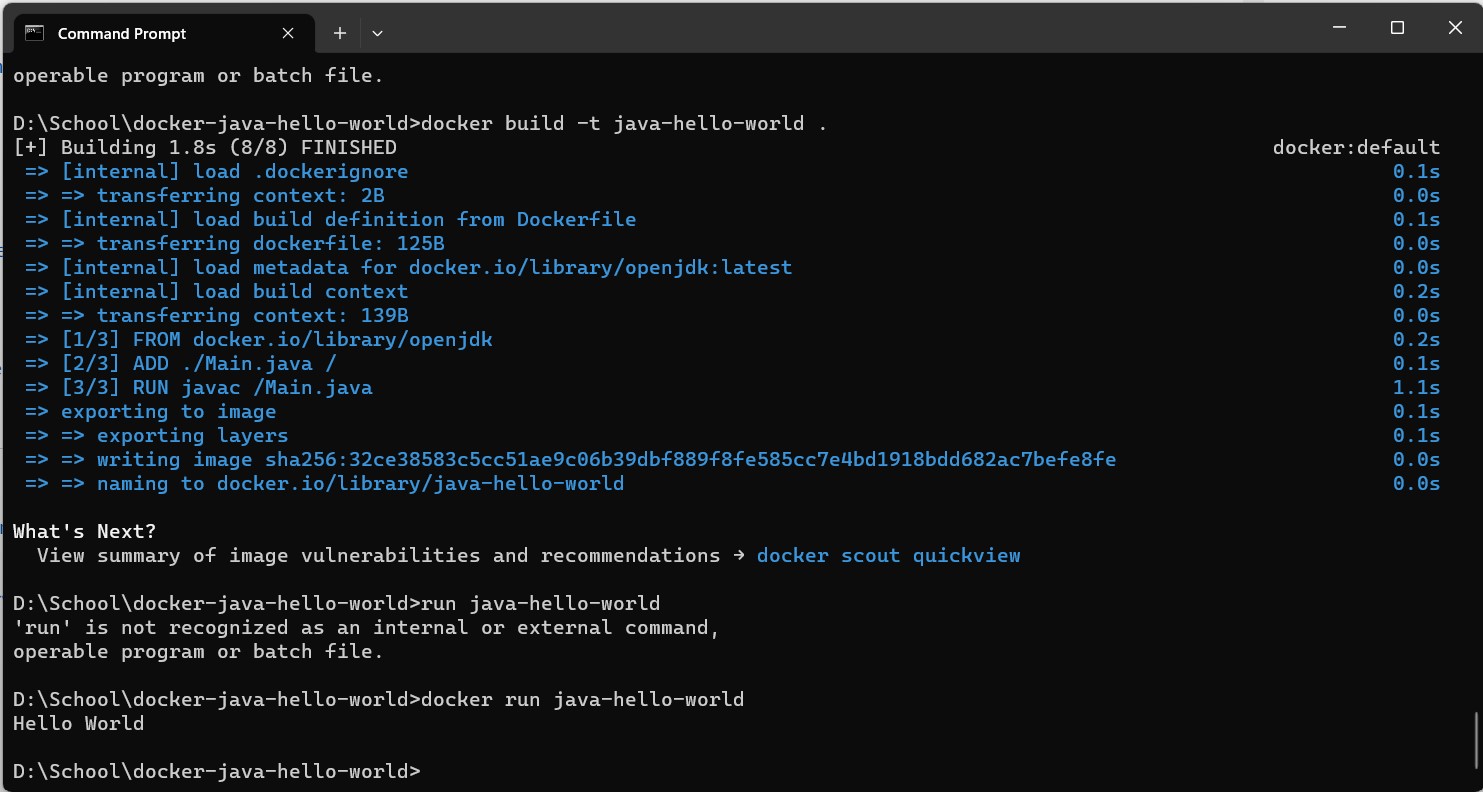 Command Prompt
operable program or batch file.
D:\School\docker-java-hello-world>docker build -t java-hello-world .
[+] Building 1.8s (8/8) FINISHED docker:default
=> [internal] load .dockerignore 0.1s
=> => transferring context: 2B 0.0s
=> [internal] load build definition from Dockerfile 0.1s
=> => transferring dockerfile: 125B 0.0s
=> [internal] load metadata for docker.io/library/openjdk:latest 0.0s
=> [internal] load build context 0.2s
=> => transferring context: 139B 0.0s
=> [1/3] FROM docker.io/library/openjdk 0.2s
=> [2/3] ADD ./Main.java / 0.1s
=> [3/3] RUN javac /Main.java 1.1s
=> exporting to image 0.1s
=> => exporting layers 0.1s
=> => writing image sha256:32ce38583c5cc51ae9c06b39dbf889f8fe585cc7e4bd1918bdd682ac7befe8fe 0.0s
=> => naming to docker.io/library/java-hello-world 0.0s
What's Next?
View summary of image vulnerabilities and recommendations → docker scout quickview
D:\School\docker-java-hello-world>run java-hello-world
'run' is not recognized as an internal or external command,
operable program or batch file.
D:\School\docker-java-hello-world>docker run java-hello-world
Hello World
D:\School\docker-java-hello-world>